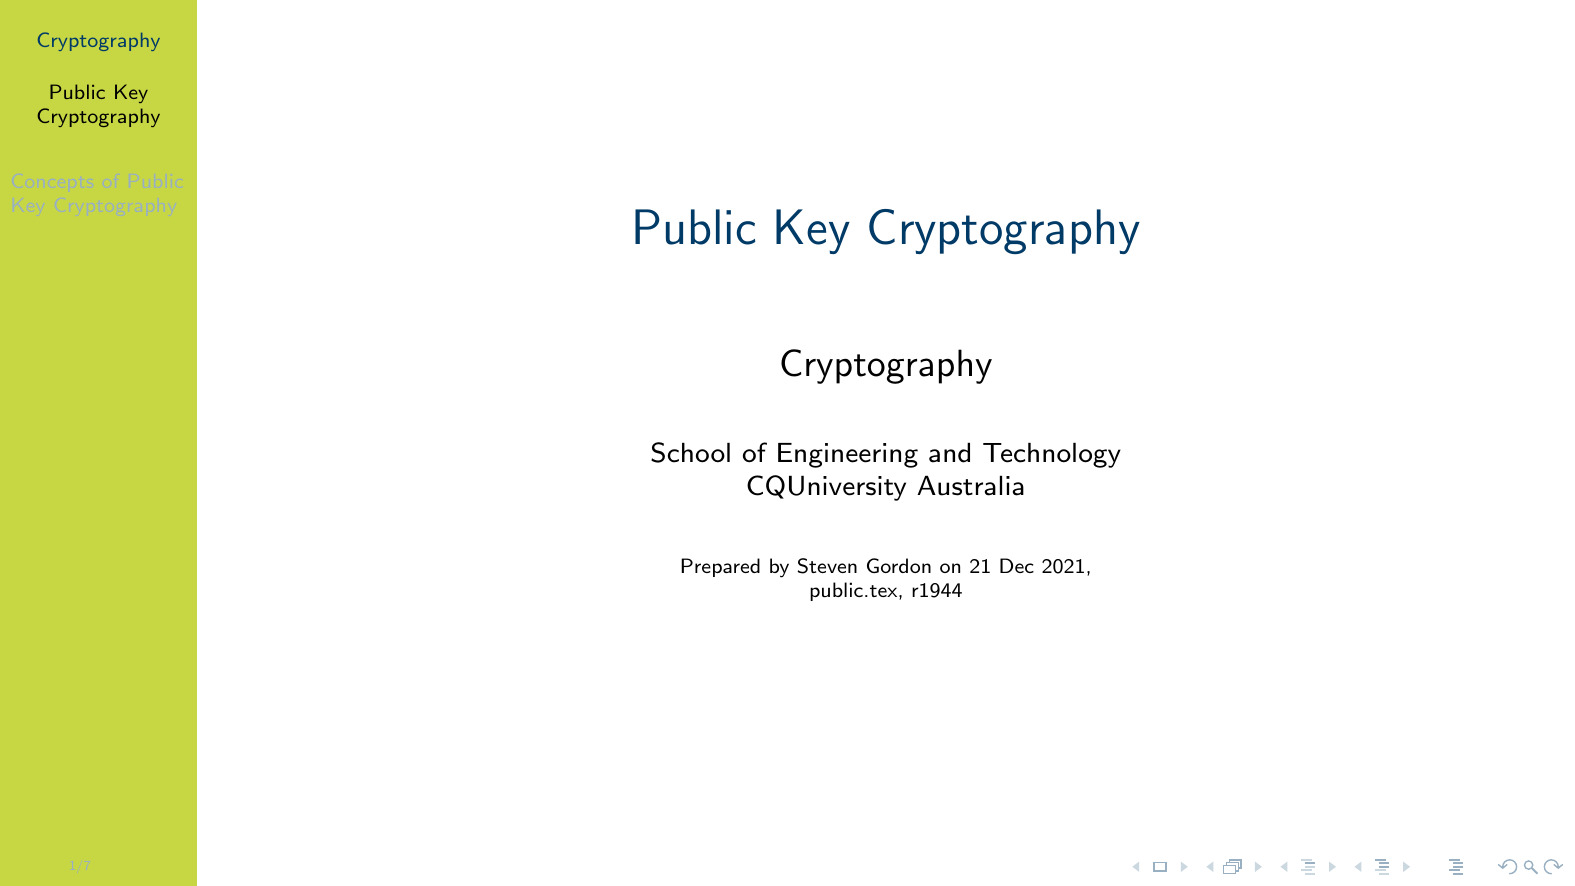 Cryptography
Public Key
Cryptography
Concepts of Public
Key Cryptography
Public Key Cryptography
Cryptography
School of Engineering and Technology
CQUniversity Australia
Prepared by Steven Gordon on 21 Dec 2021,
public.tex, r1944
1/7